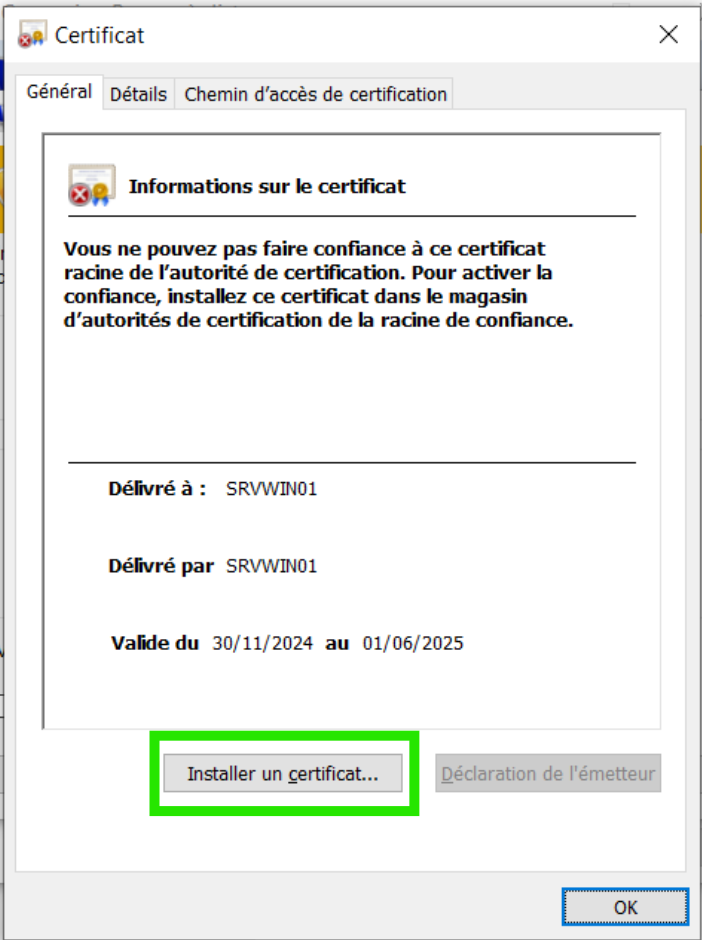 Certificat
Général
Détails
Chemin d'accès de certification
Informations sur le certificat
Vous ne pouvez pas faire confiance à ce certificat
racine de l'autorité de certification. Pour activer la
confiance, installez ce certificat dans le magasin
d'autorités de certification de la racine de confiance.
Délivré à : SRVWIN01
Délivré par SRVWIN01
Valide du 30/11/2024 au 01/06/2025
Installer un certificat...
Déclaration de l'émetteur
OK